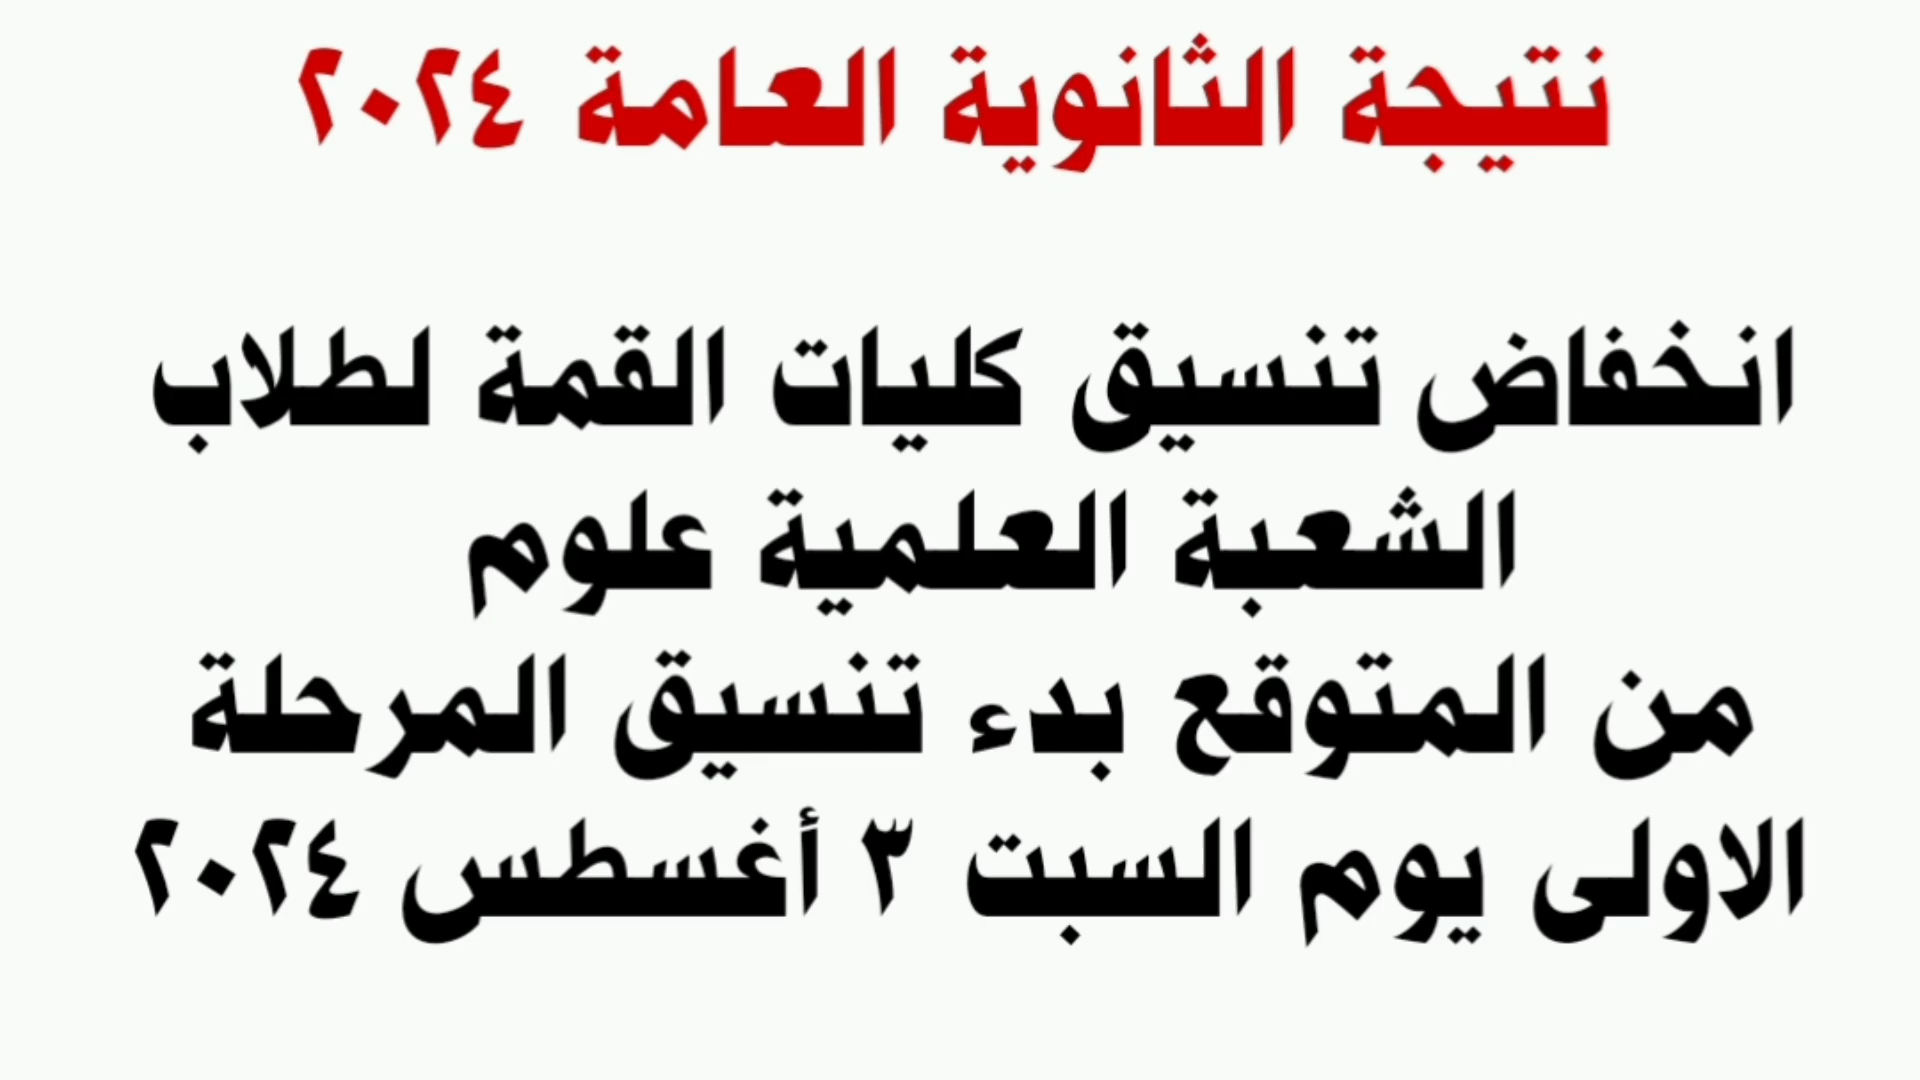 نتيجة الثانوية العامة ٢٠٢٤
انخفاض تنسيق كليات القمة لطلاب
الشعبة العلمية علوم
من المتوقع بدء تنسيق المرحلة
الاولى يوم السبت ٣ أغسطس ٢٠٢٤